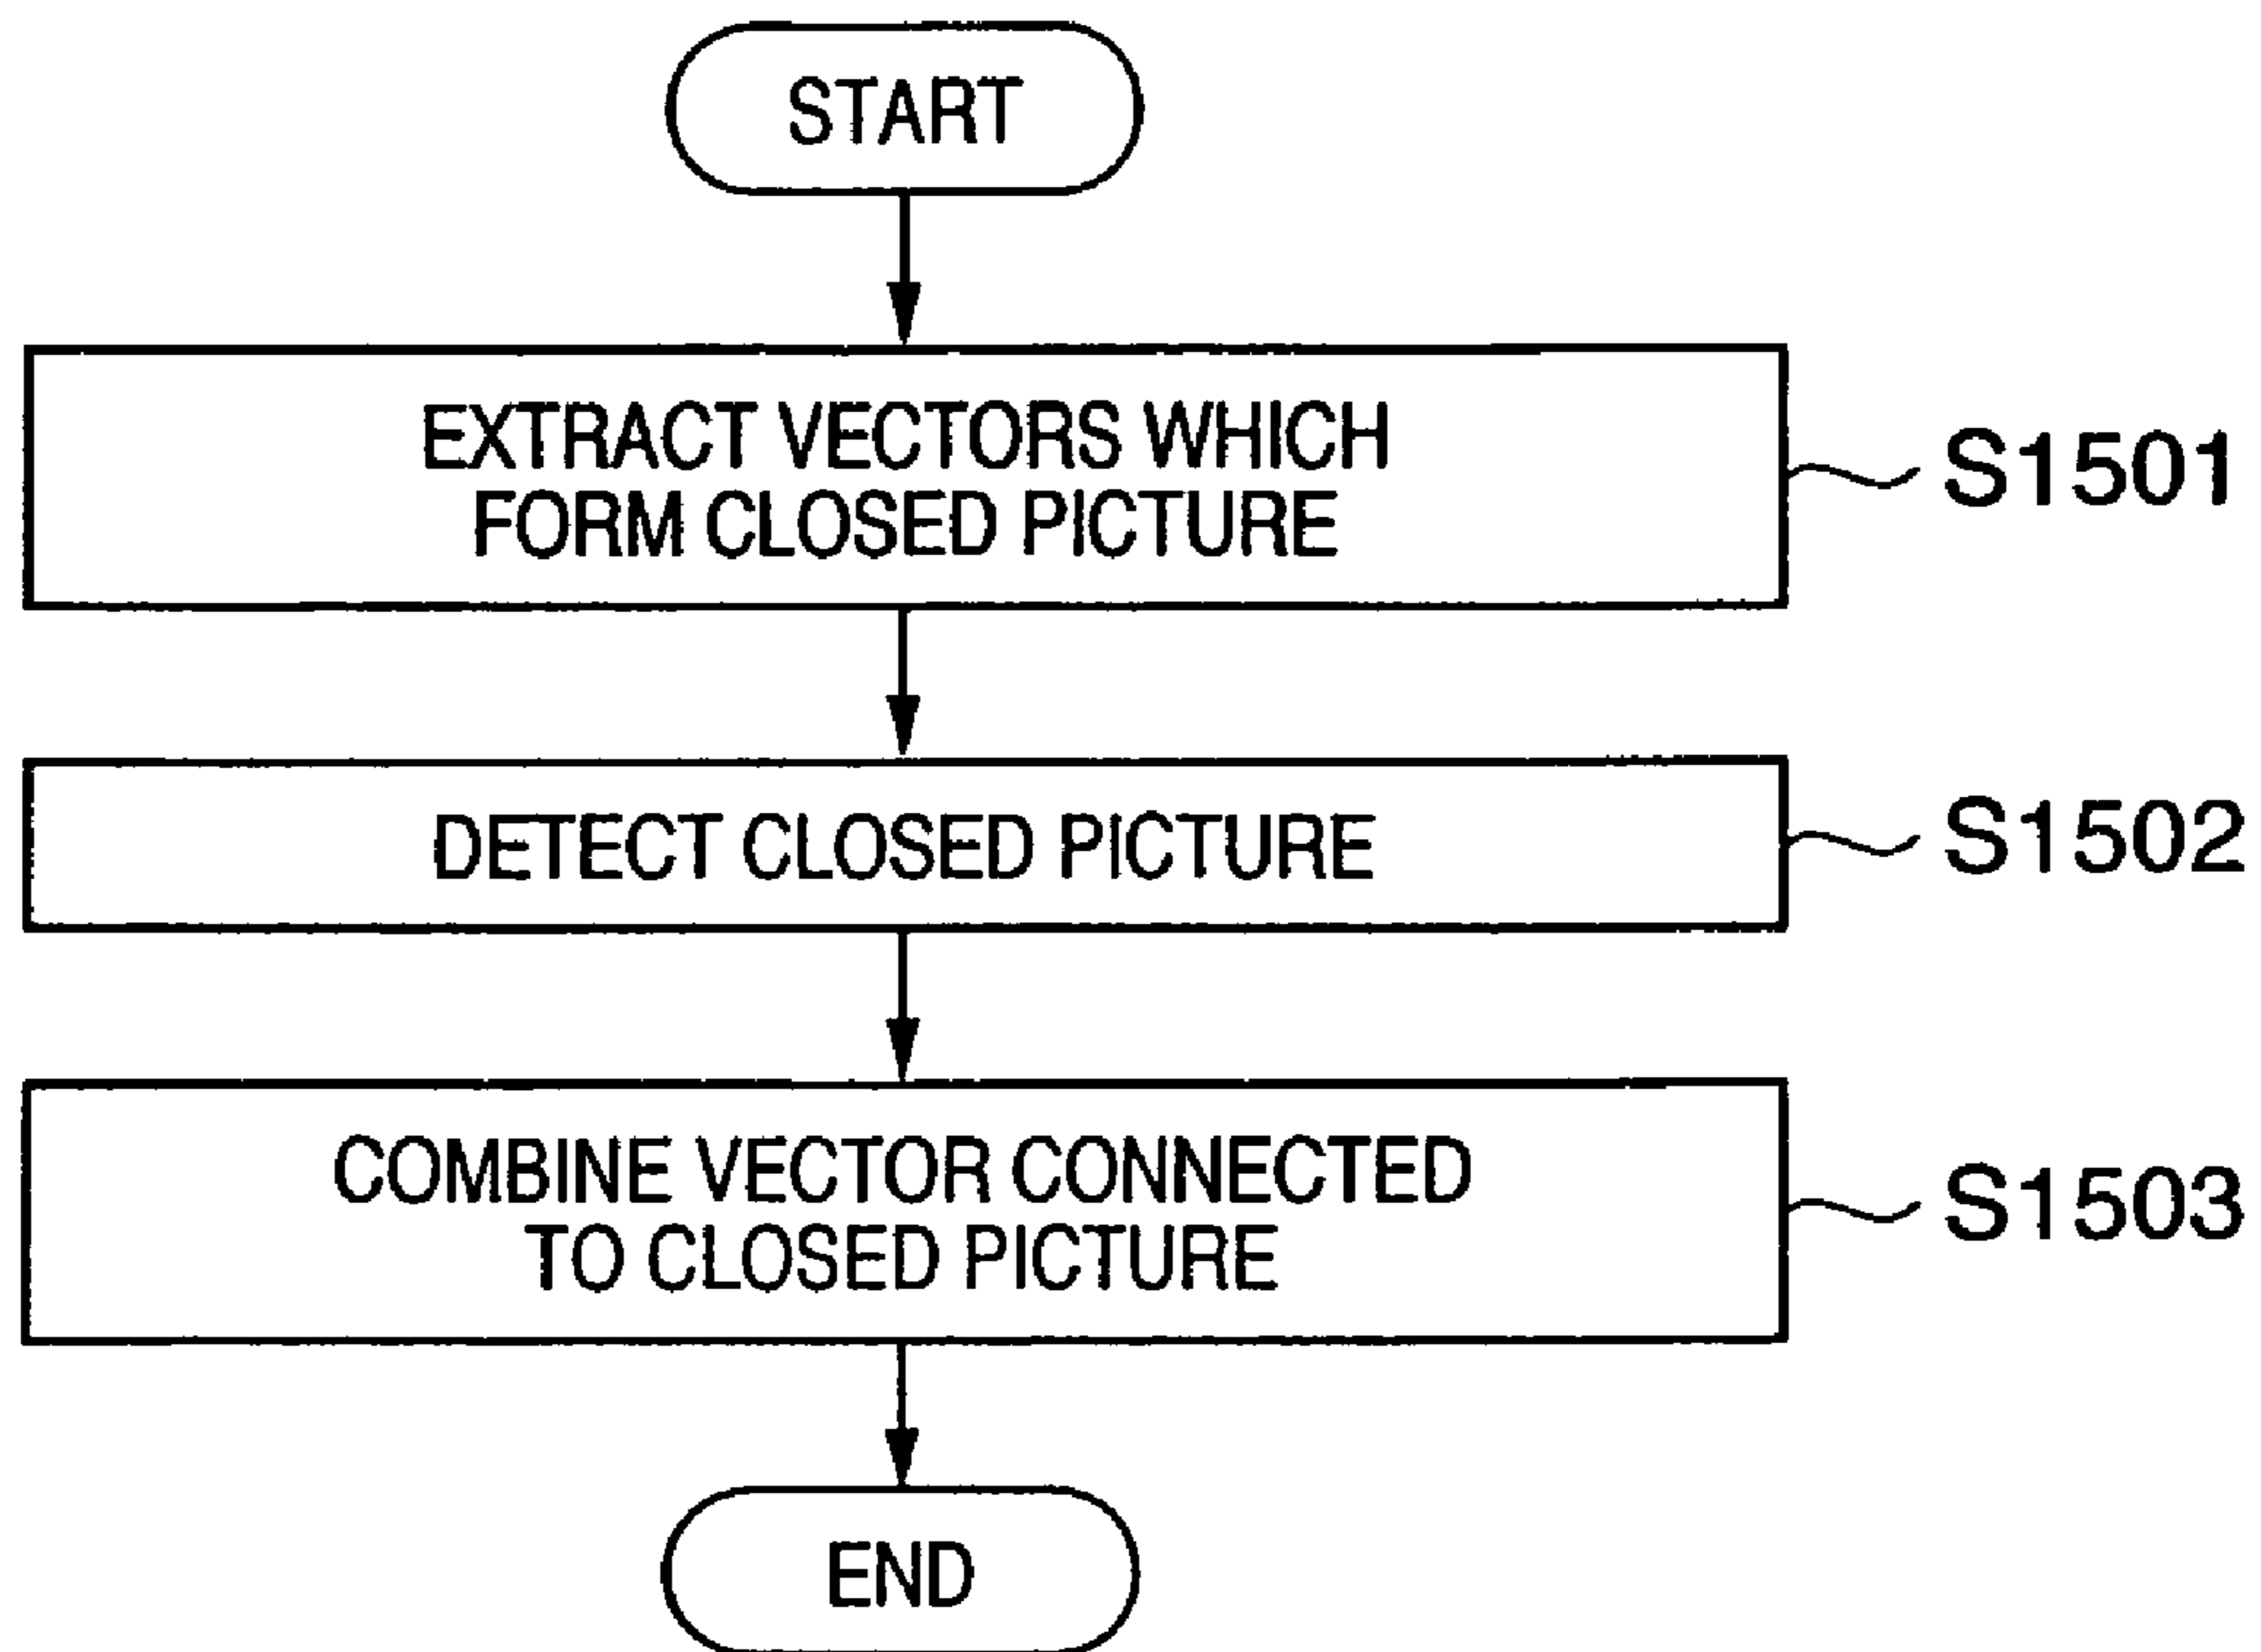 START
EXTRACT VECTORS WHICH
FORM CLOSED PICTURE
S1501
DETECT CLOSED PICTURE
S1502
COMBINE VECTOR CONNECTED
TO CLOSED PICTURE
S1503
END